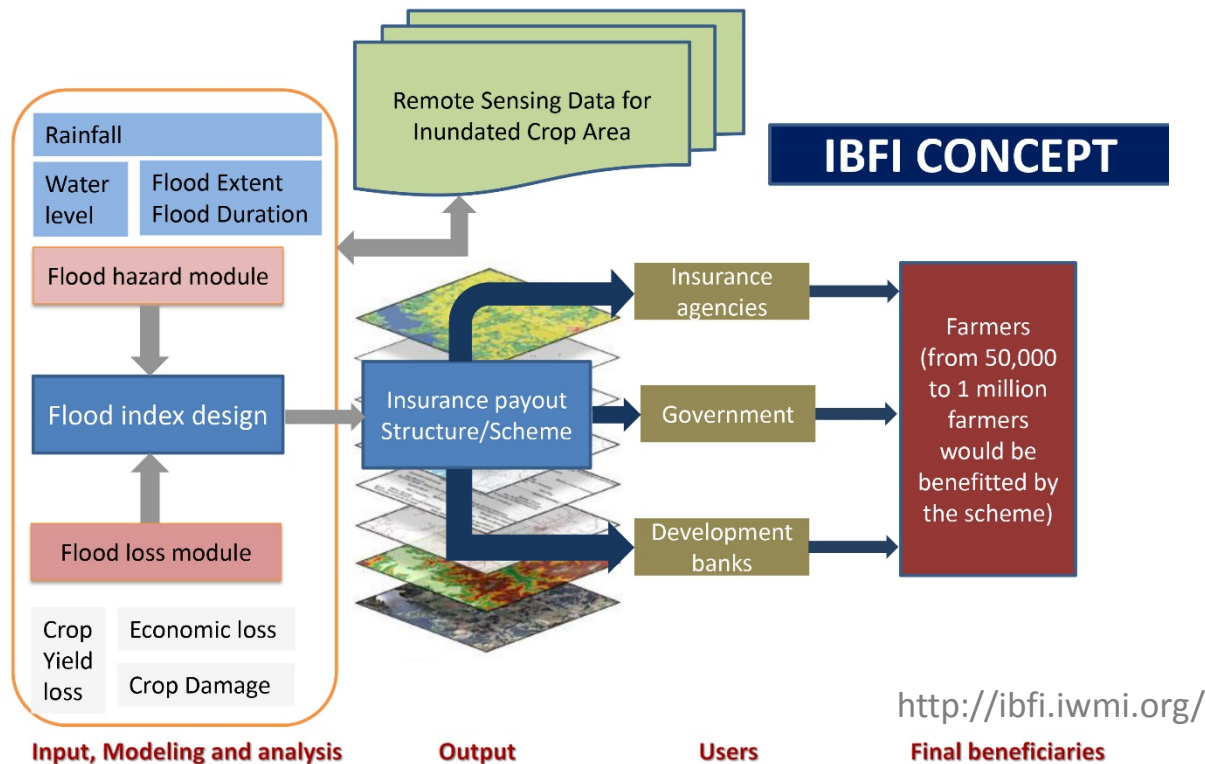 Remote Sensing Data for
Inundated Crop Area
IBFI CONCEPT
Rainfall
Water
level
Flood Extent
Flood Duration
Flood hazard module
Flood index design
Flood loss module
Crop
Yield
loss
Economic loss
Crop Damage
Insurance payout
Structure/Scheme
Insurance
agencies
Government
Development
banks
Farmers
(from 50,000
to 1 million
farmers
would be
benefitted by
the scheme)
http://ibfi.iwmi.org/
Input, Modeling and analysis
Output
Users
Final beneficiaries